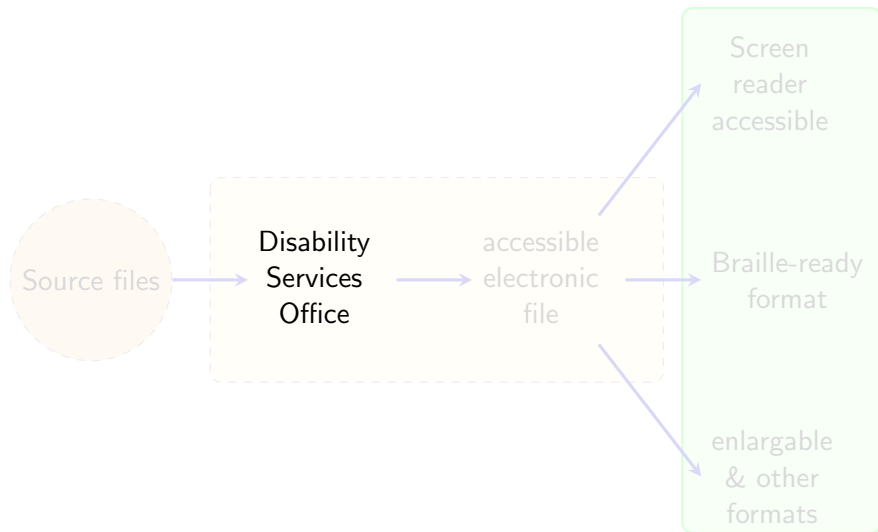 Source files
Disability
Services
Office
accessible
electronic
file
Screen
reader
accessible
Braille-ready
format
enlargable
& other
formats